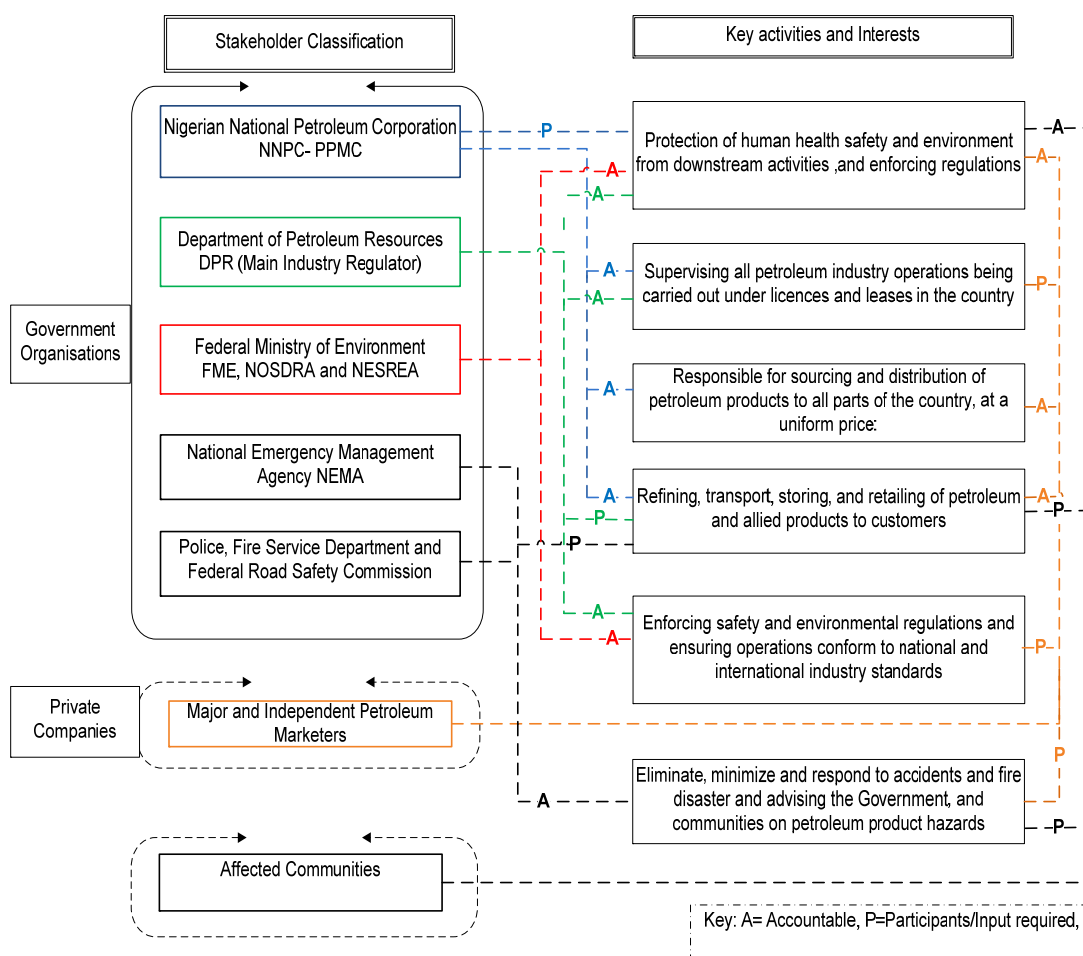 Stakeholder Classification
Key activities and Interests
Government
Organisations
Nigerian National Petroleum Corporation
NNPC- PPMC
Department of Petroleum Resources
DPR (Main Industry Regulator)
Federal Ministry of Environment
FME, NOSDRA and NESREA
National Emergency Management
Agency NEMA
Police, Fire Service Department and
Federal Road Safety Commission
Private
Companies
Major and Independent Petroleum
Marketers
Affected Communities
P
A
A
A
A
A
A
P
P
A
A
A
Protection of human health safety and environment
from downstream activities ,and enforcing regulations
Supervising all petroleum industry operations being
carried out under licences and leases in the country
Responsible for sourcing and distribution of
petroleum products to all parts of the country, at a
uniform price:
Refining, transport, storing, and retailing of petroleum
and allied products to customers
Enforcing safety and environmental regulations and
ensuring operations conform to national and
international industry standards
Eliminate, minimize and respond to accidents and fire
disaster and advising the Government, and
communities on petroleum product hazards
A
A
P
A
A
P
P
P
P
Key: A= Accountable, P=Participants/Input required,